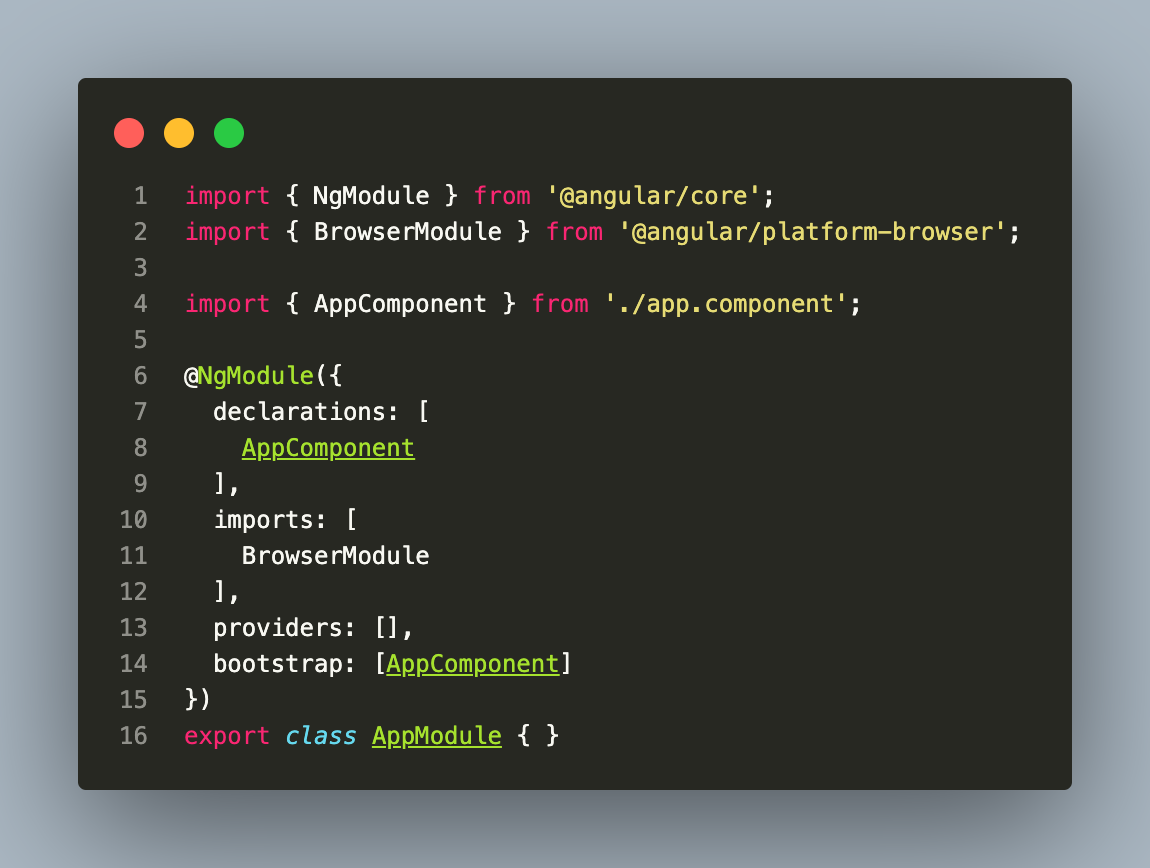 1 import { NgModule } from '@angular/core';
2 import { BrowserModule } from '@angular/platform-browser';
3
4 import { AppComponent } from './app.component';
5
6 @NgModule({
7   declarations: [
8     AppComponent
9   ],
10   imports: [
11     BrowserModule
12   ],
13   providers: [],
14   bootstrap: [AppComponent]
15 })
16 export class AppModule { }